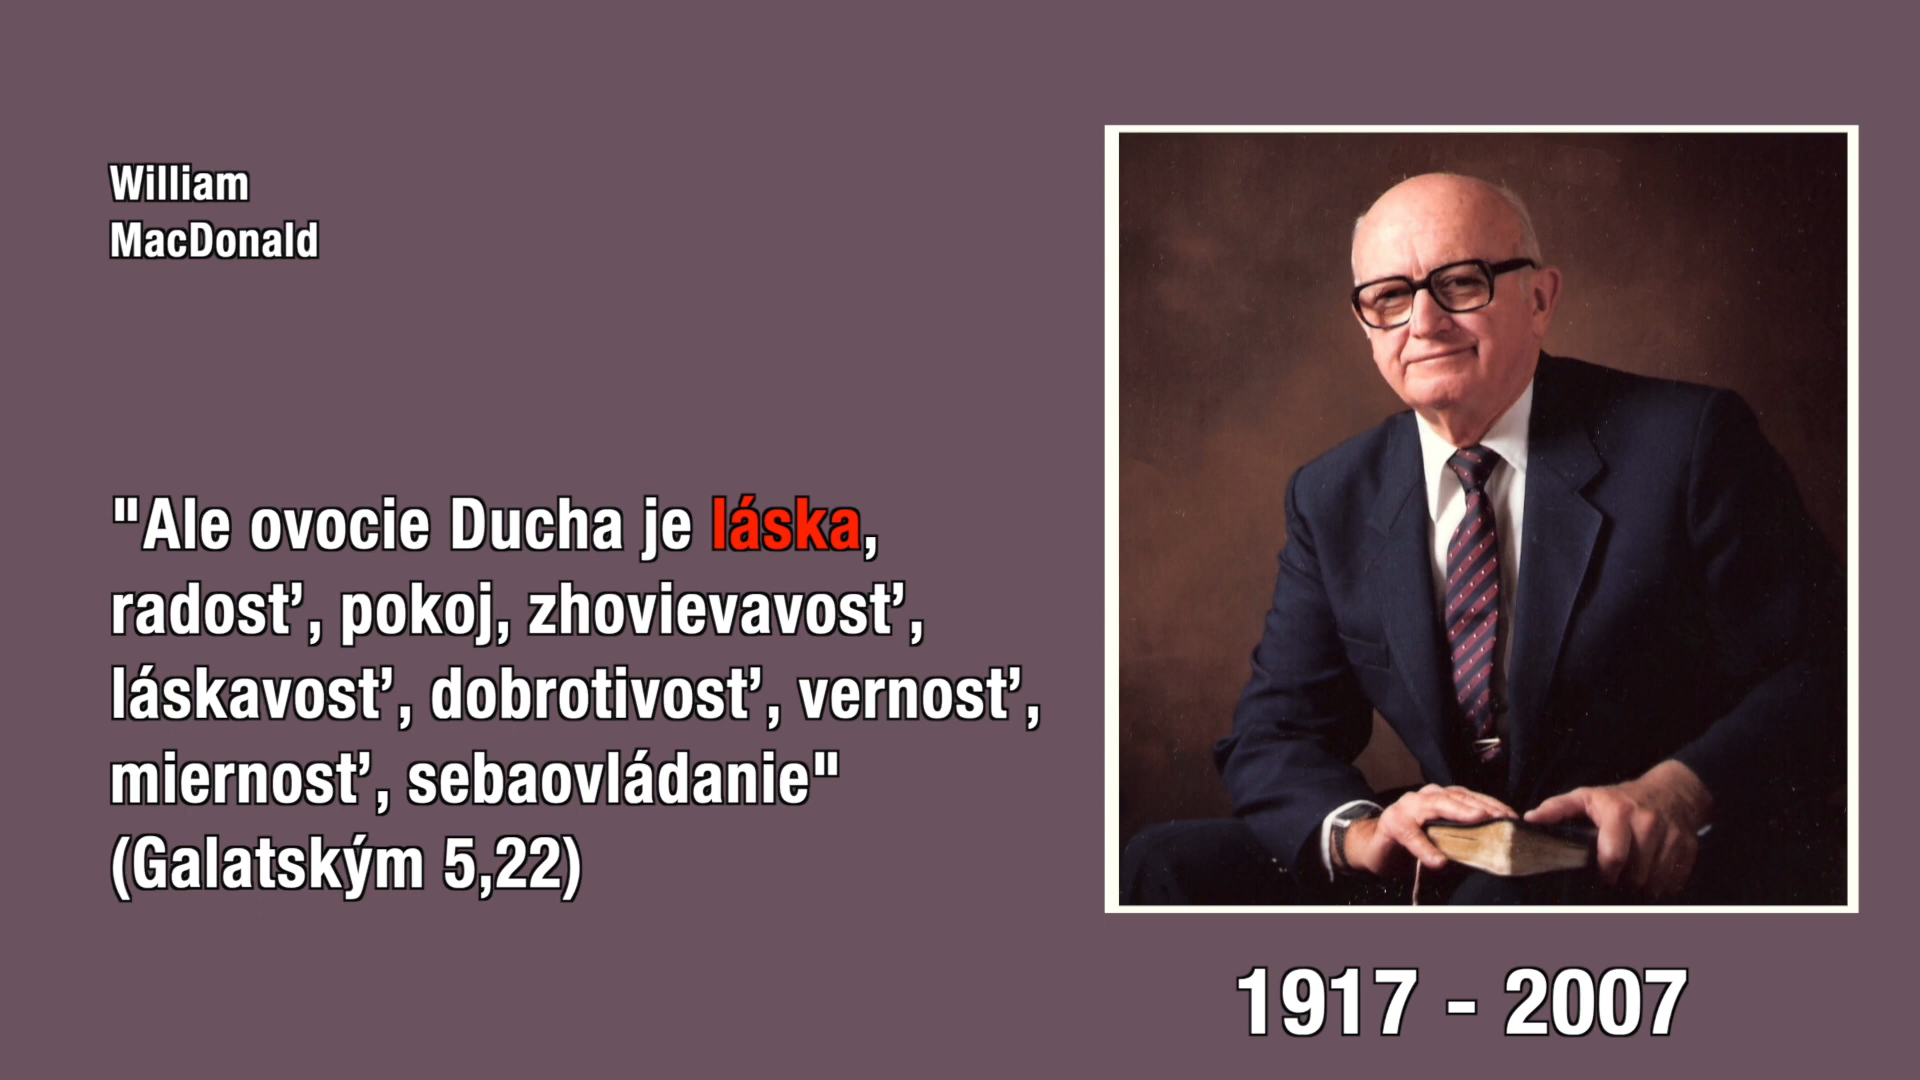 William
MacDonald
"Ale ovocie Ducha je láska,
radosť, pokoj, zhovievavosť,
láskavosť, dobrotivosť, vernosť,
miernosť, sebaovládanie"
(Galatským 5,22)
1917 - 2007